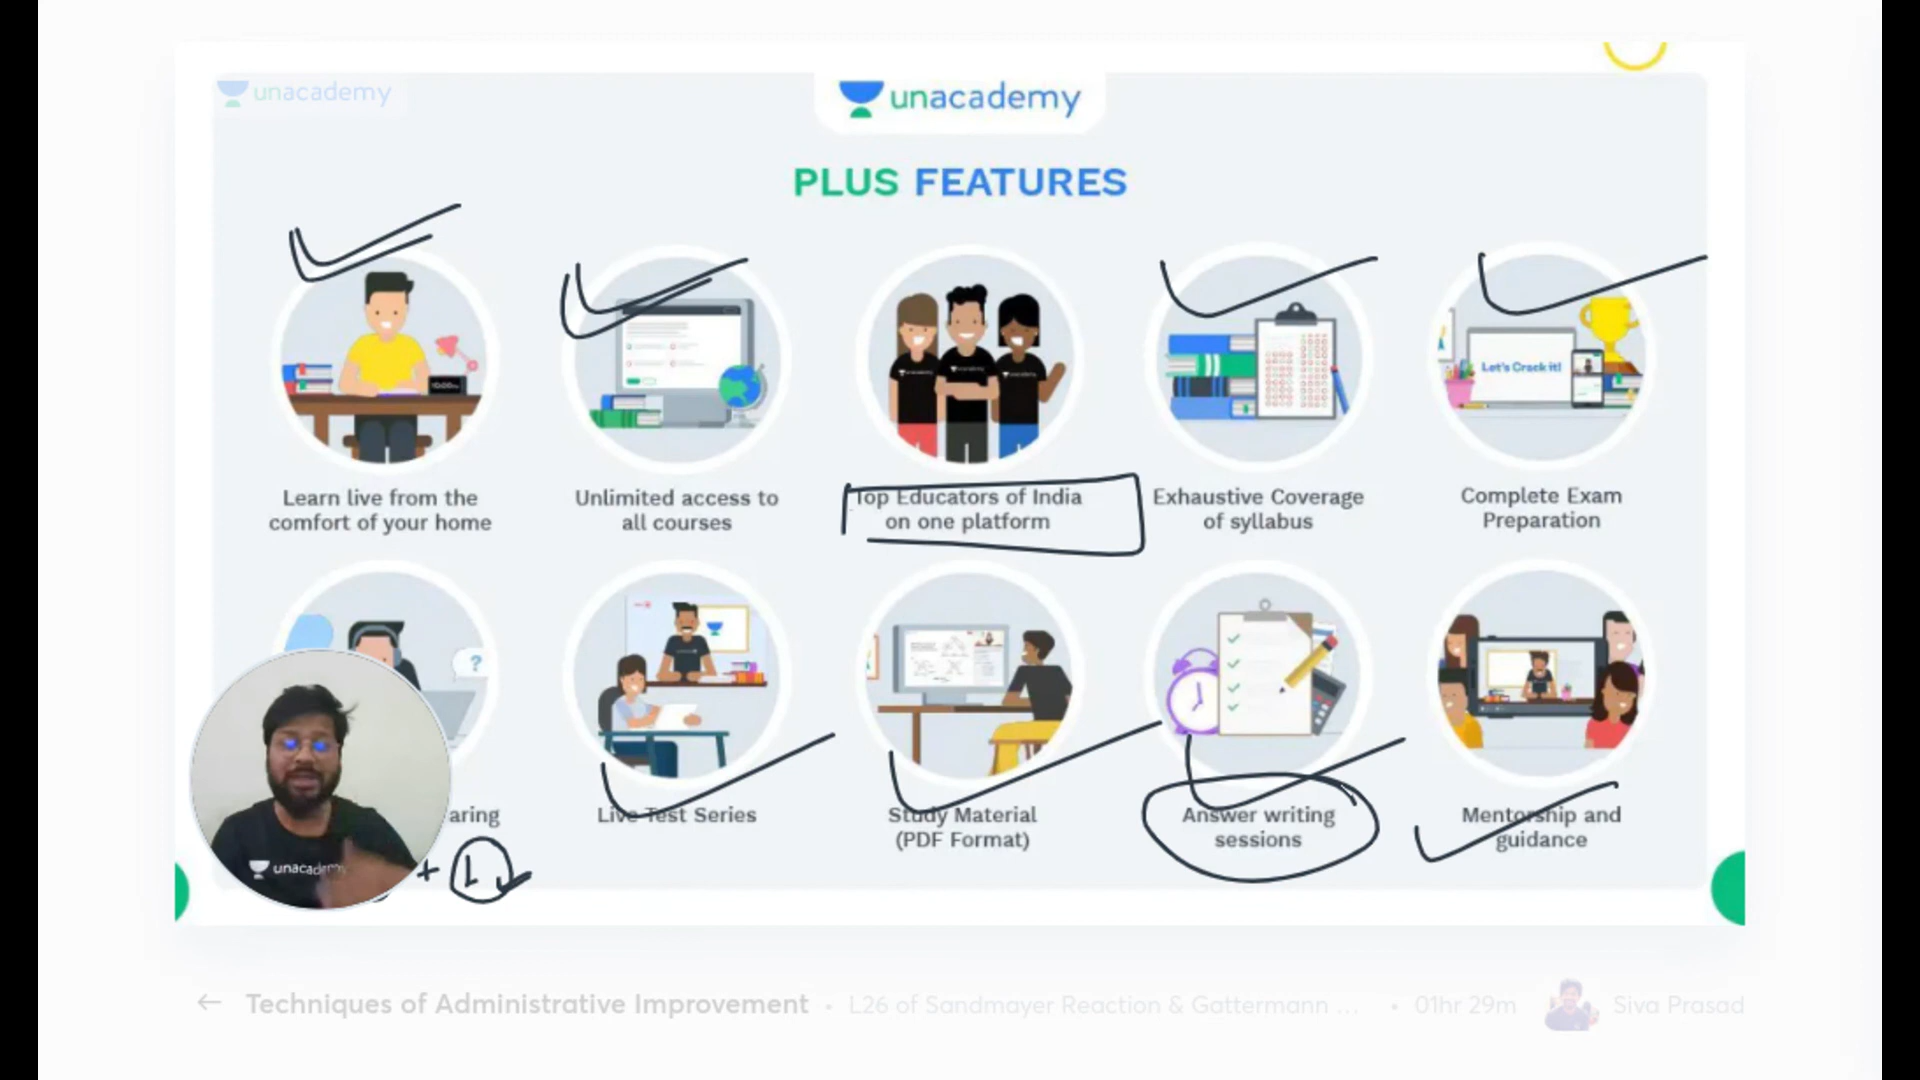 unacademy
unacademy
PLUS FEATURES
Let's Crack it!
Learn live from the
comfort of your home
Unlimited access to
all courses
Top Educators of India
on one platform
Exhaustive Coverage
of syllabus
Complete Exam
Preparation
?
aring
Live Test Series
Study Material
(PDF Format)
Answer writing
sessions
Mentorship and
guidance
unacademy
+ L
← Techniques of Administrative Improvement • L26 of Sandmayer Reaction & Gattermann ... • 01hr 29m Siva Prasad